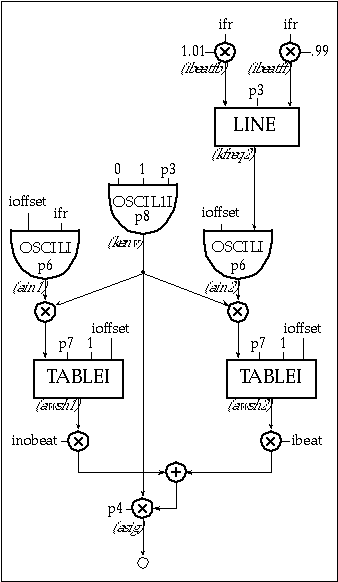 ifr ifr
1.01 .99
(ibeatfb) (ibeatff)
p3
LINE
(kfreq2)
0 1 p3
OSCIL1I
p8
(kenv)
ioffset ifr
OSCILI
p6
(ain1)
ioffset
OSCILI
p6
(ain2)
ioffset
p7 1
TABLEI
(awsh1)
ioffset
p7 1
TABLEI
(awsh2)
inobeat ibeat
p4
(asig)